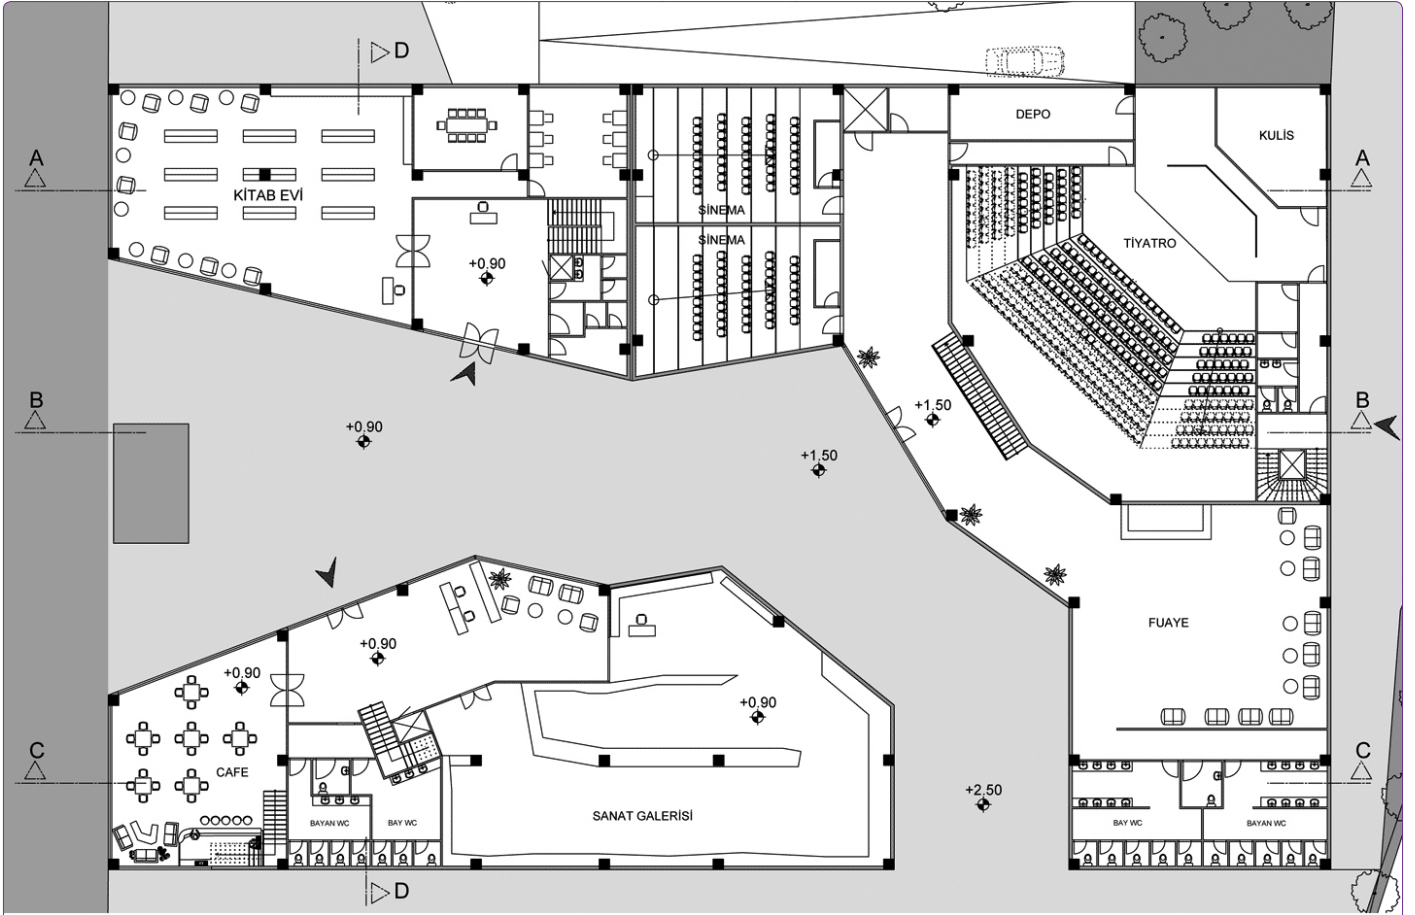 D
DEPO
KULİS
A
A
KİTAB EVİ
SİNEMA
SİNEMA
TİYATRO
+0.90
B
B
+1.50
+0.90
+1.50
FUAYE
+0.90
+0.90
+0.90
C
C
CAFE
+2.50
SANAT GALERİSİ
BAYAN WC
BAY WC
BAY WC
BAYAN WC
D